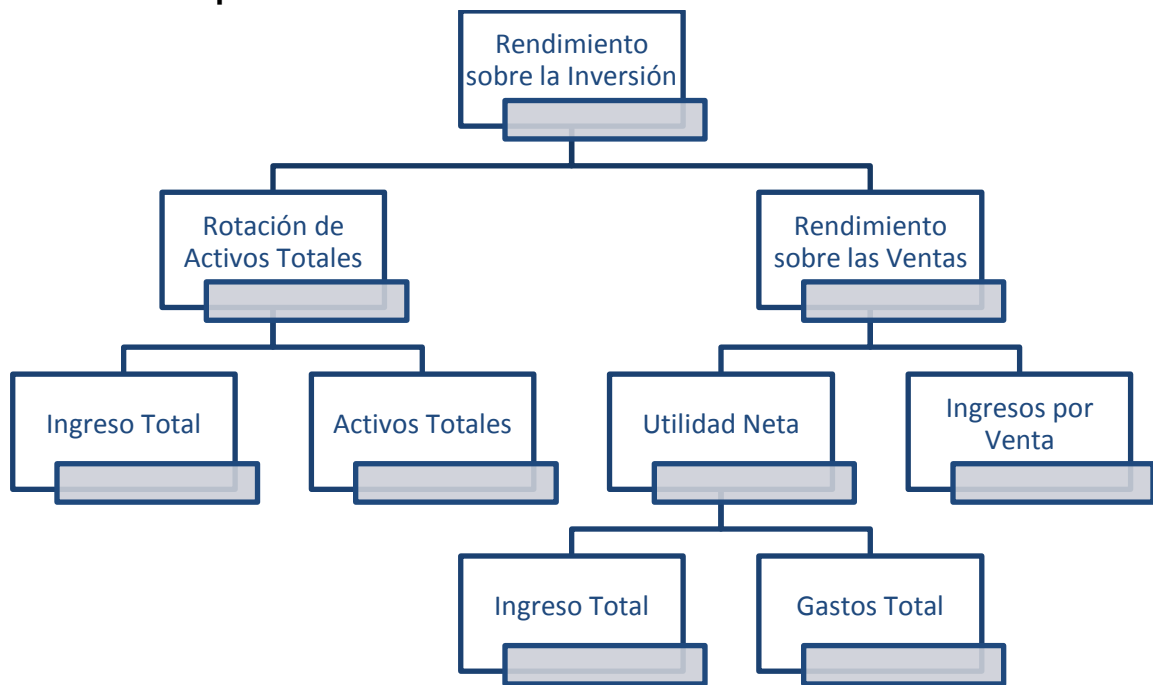 Rendimiento
sobre la Inversión
Rotación de
Activos Totales
Rendimiento
sobre las Ventas
Ingreso Total
Activos Totales
Utilidad Neta
Ingresos por
Venta
Ingreso Total
Gastos Total